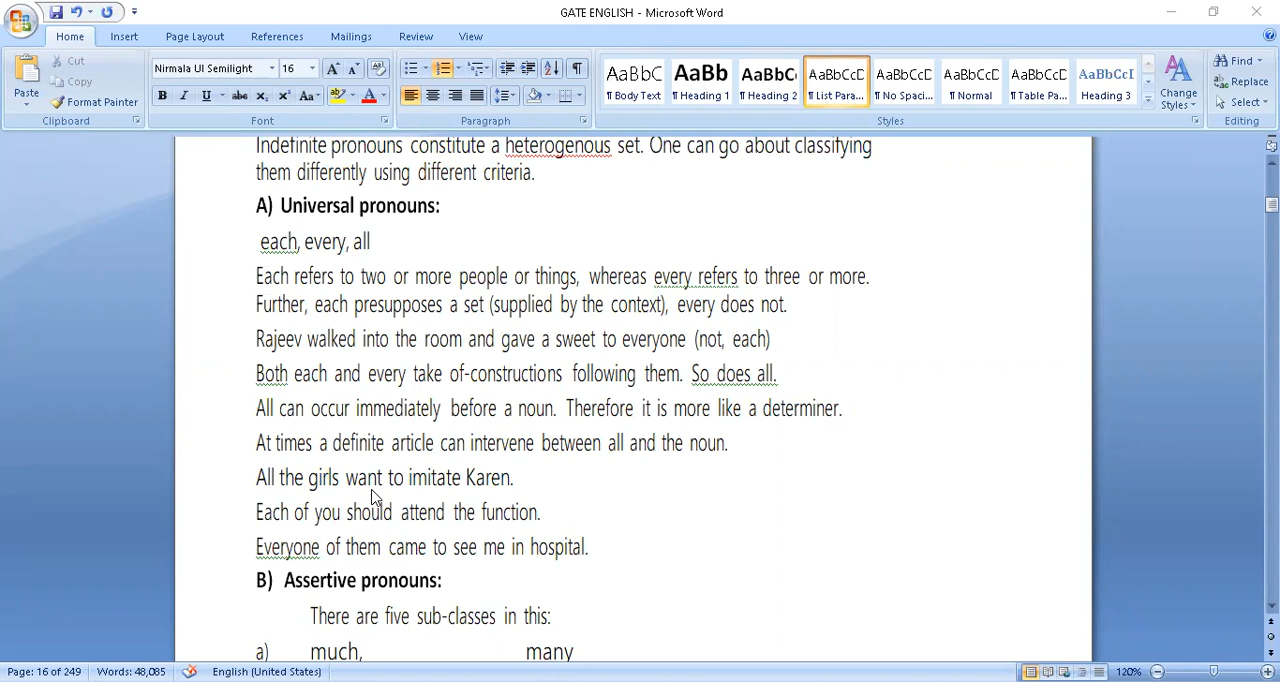 GATE ENGLISH - Microsoft Word
Home Insert Page Layout References Mailings Review View
Paste
Cut
Copy
Format Painter
Clipboard
Nirmala UI Semilight 16
Font
Paragraph
AaBbC AaBb AaBbC AaBbCcD AaBbCcD AaBbCcD AaBbCcD AaBbCcI
¶ Body Text ¶ Heading 1 ¶ Heading 2 ¶ List Para... ¶ No Spaci... ¶ Normal ¶ Table Pa... Heading 3
Change Styles
Styles
Find
Replace
Select
Editing
Indefinite pronouns constitute a heterogenous set. One can go about classifying
them differently using different criteria.
A) Universal pronouns:
each, every, all
Each refers to two or more people or things, whereas every refers to three or more.
Further, each presupposes a set (supplied by the context), every does not.
Rajeev walked into the room and gave a sweet to everyone (not, each)
Both each and every take of-constructions following them. So does all.
All can occur immediately before a noun. Therefore it is more like a determiner.
At times a definite article can intervene between all and the noun.
All the girls want to imitate Karen.
Each of you should attend the function.
Everyone of them came to see me in hospital.
B) Assertive pronouns:
There are five sub-classes in this:
a) much, many
Page: 16 of 249 Words: 48,085 English (United States) 120%